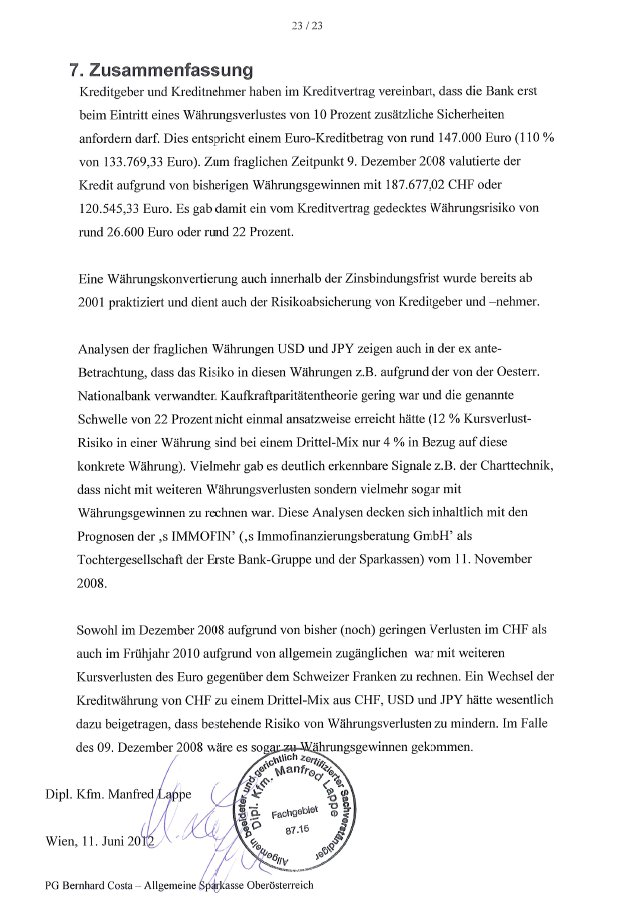 23 / 23
7. Zusammenfassung
Kreditgeber und Kreditnehmer haben im Kreditvertrag vereinbart, dass die Bank erst
beim Eintritt eines Währungsverlustes von 10 Prozent zusätzliche Sicherheiten
anfordern darf. Dies entspricht einem Euro-Kreditbetrag von rund 147.000 Euro (110 %
von 133.769,33 Euro). Zum fraglichen Zeitpunkt 9. Dezember 2008 valutierte der
Kredit aufgrund von bisherigen Währungsgewinnen mit 187.677,02 CHF oder
120.545,33 Euro. Es gab damit ein vom Kreditvertrag gedecktes Währungsrisiko von
rund 26.600 Euro oder rund 22 Prozent.
Eine Währungskonvertierung auch innerhalb der Zinsbindungsfrist wurde bereits ab
2001 praktiziert und dient auch der Risikoabsicherung von Kreditgeber und –nehmer.
Analysen der fraglichen Währungen USD und JPY zeigen auch in der ex ante-
Betrachtung, dass das Risiko in diesen Währungen z.B. aufgrund der von der Oesterr.
Nationalbank verwandter Kaufkraftparitätentheorie gering war und die genannte
Schwelle von 22 Prozent nicht einmal ansatzweise erreicht hätte (12 % Kursverlust-
Risiko in einer Währung sind bei einem Drittel-Mix nur 4 % in Bezug auf diese
konkrete Währung). Vielmehr gab es deutlich erkennbare Signale z.B. der Charttechnik,
dass nicht mit weiteren Währungsverlusten sondern vielmehr sogar mit
Währungsgewinnen zu rechnen war. Diese Analysen decken sich inhaltlich mit den
Prognosen der ‚s IMMOFIN’ (‚s Immofinanzierungsberatung GmbH’ als
Tochtergesellschaft der Erste Bank-Gruppe und der Sparkassen) vom 11. November
2008.
Sowohl im Dezember 2008 aufgrund von bisher (noch) geringen Verlusten im CHF als
auch im Frühjahr 2010 aufgrund von allgemein zugänglichen war mit weiteren
Kursverlusten des Euro gegenüber dem Schweizer Franken zu rechnen. Ein Wechsel der
Kreditwährung von CHF zu einem Drittel-Mix aus CHF, USD und JPY hätte wesentlich
dazu beigetragen, dass bestehende Risiko von Währungsverlusten zu mindern. Im Falle
des 09. Dezember 2008 wäre es sogar zu Währungsgewinnen gekommen.
Dipl. Kfm. Manfred Lappe
Allgemein beeideter und gerichtlich zertifizierter Sachverständiger
Dipl. Kfm. Manfred Lappe
Fachgebiet
87.15
Wien, 11. Juni 2012
PG Bernhard Costa – Allgemeine Sparkasse Oberösterreich